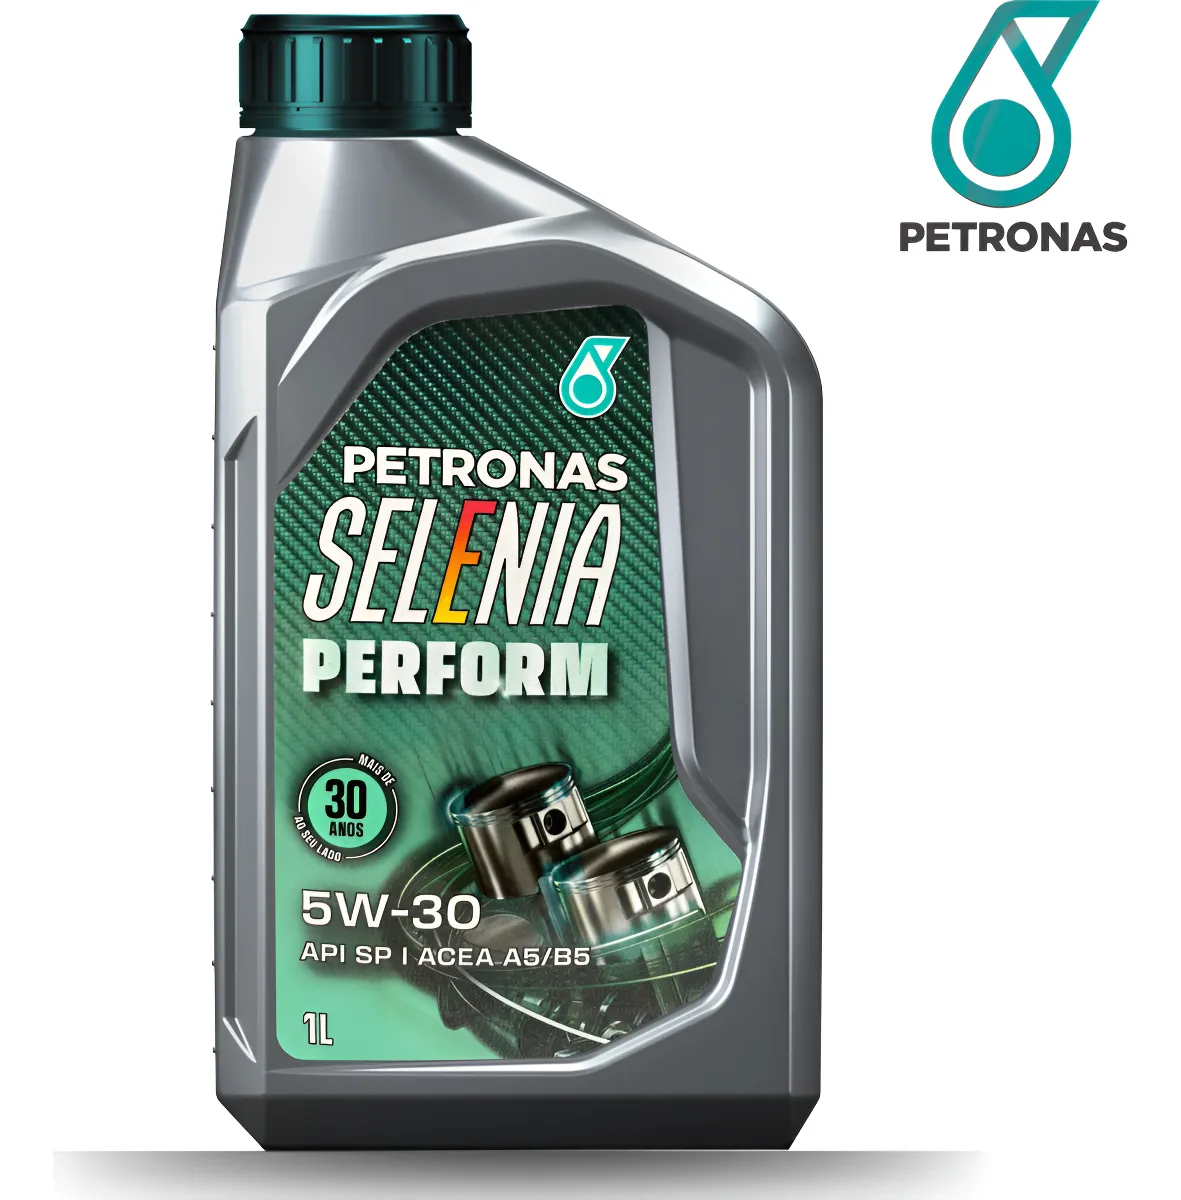 PETRONAS
PETRONAS
SELENIA
PERFORM
MAIS DE
30
ANOS
AO SEU LADO
5W-30
API SP | ACEA A5/B5
1L